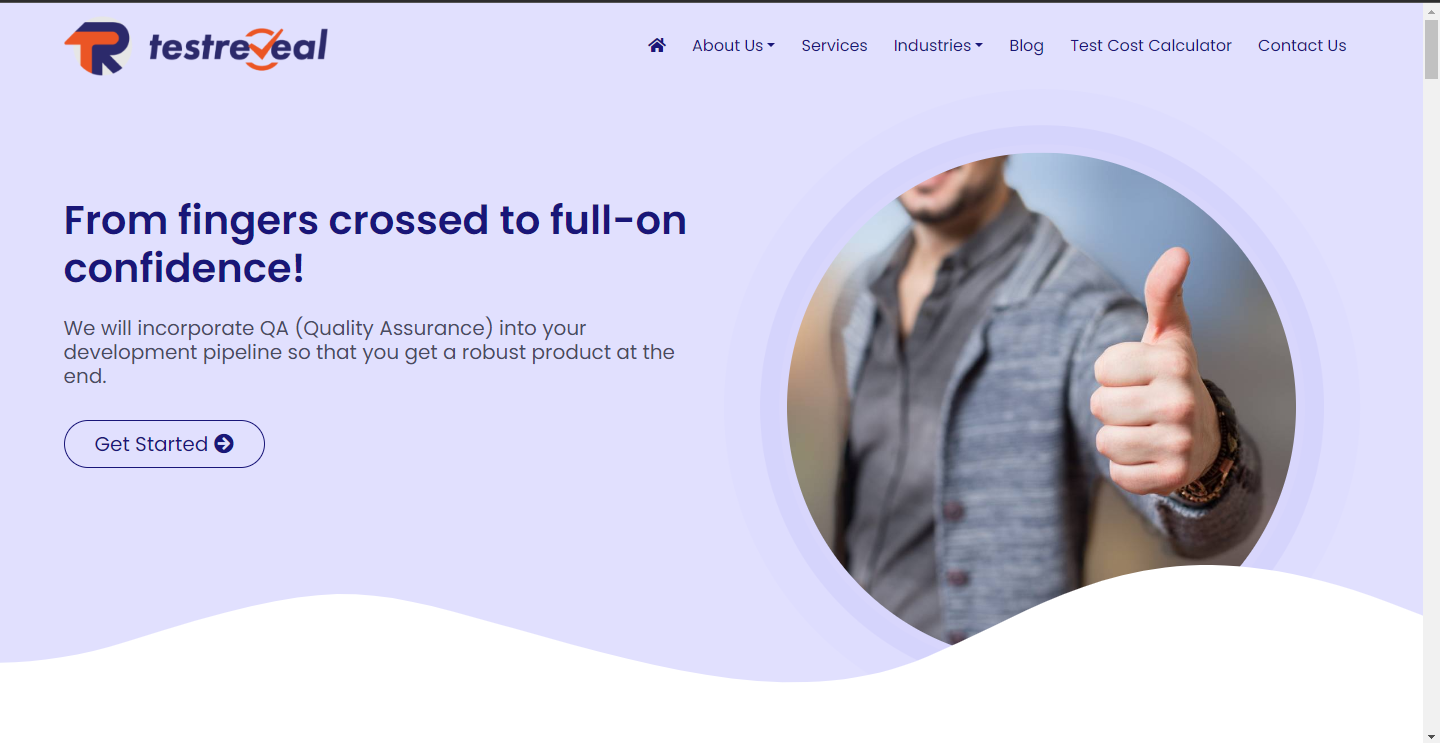 TR testreveal
About Us Services Industries Blog Test Cost Calculator Contact Us
From fingers crossed to full-on
confidence!
We will incorporate QA (Quality Assurance) into your
development pipeline so that you get a robust product at the
end.
Get Started